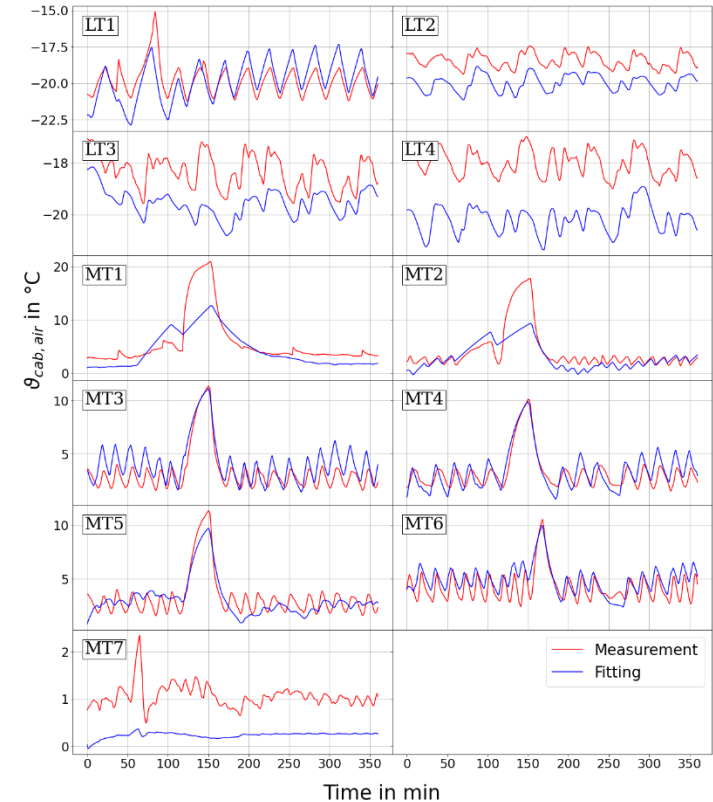 LT1 LT2
−15.0
−17.5
−20.0
−22.5
LT3 LT4
−18
−20
MT1 MT2
20
10
0
MT3 MT4
10
5
MT5 MT6
10
5
MT7
2
1
0
Measurement
Fitting
0 50 100 150 200 250 300 350 0 50 100 150 200 250 300 350
ϑcab,air in °C
Time in min